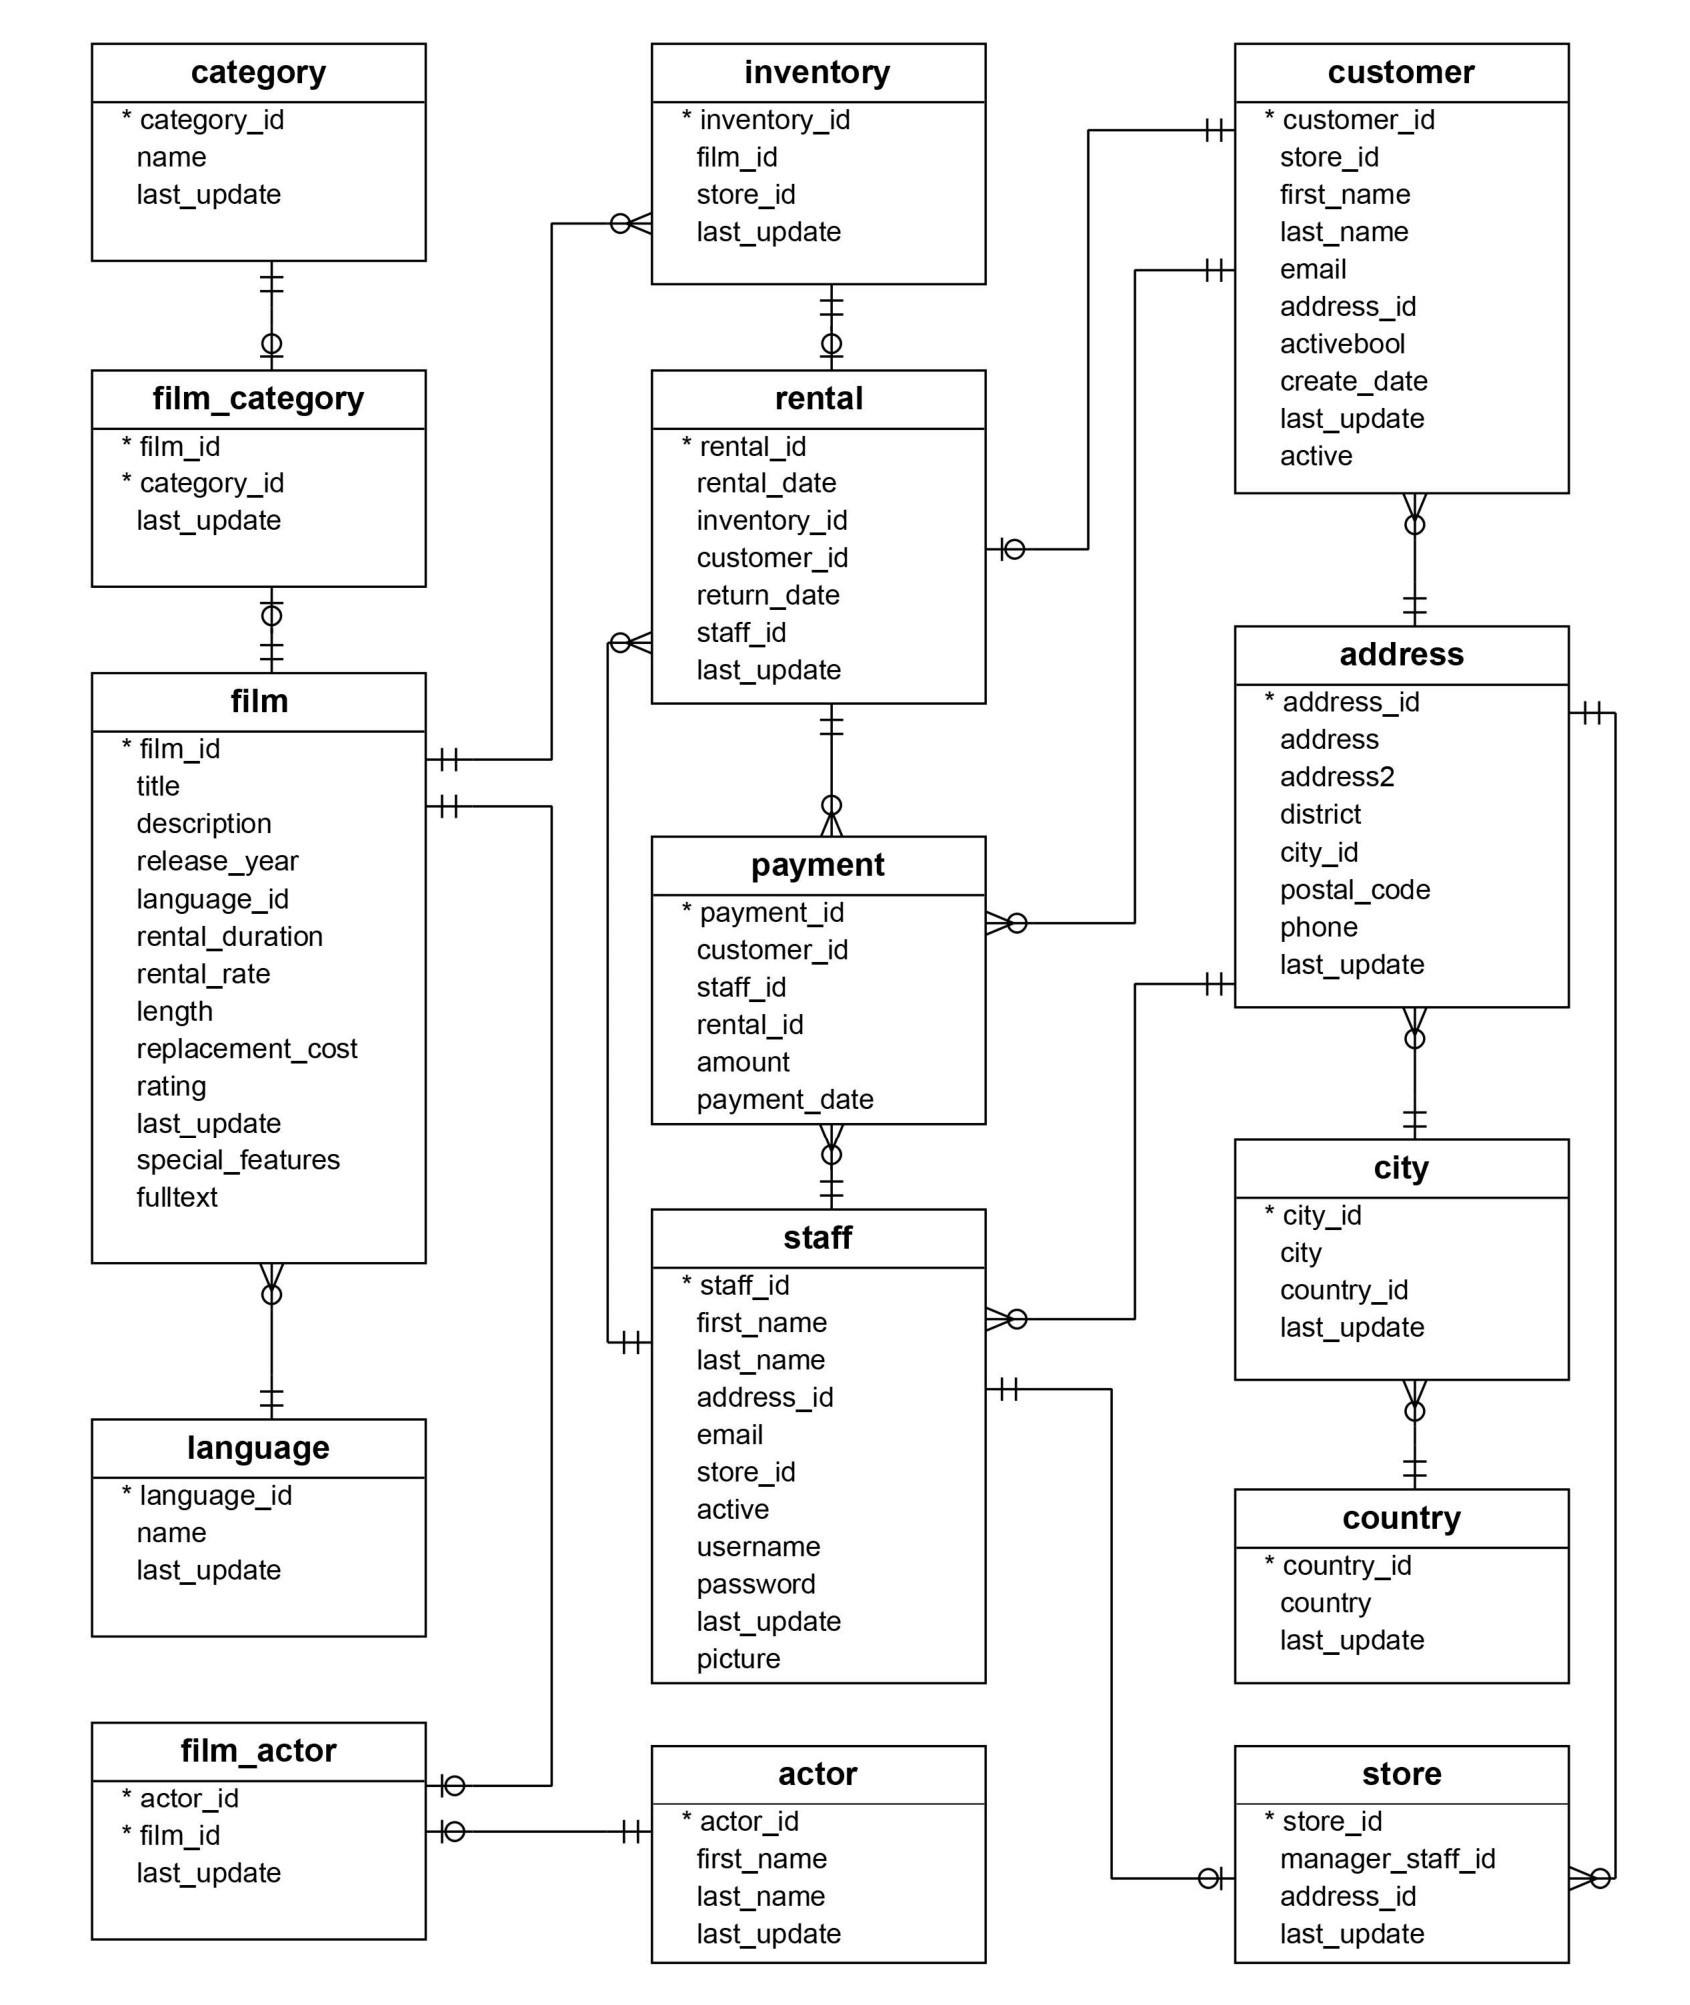 category
* category_id
name
last_update
film_category
* film_id
* category_id
last_update
film
* film_id
title
description
release_year
language_id
rental_duration
rental_rate
length
replacement_cost
rating
last_update
special_features
fulltext
language
* language_id
name
last_update
film_actor
* actor_id
* film_id
last_update
inventory
* inventory_id
film_id
store_id
last_update
rental
* rental_id
rental_date
inventory_id
customer_id
return_date
staff_id
last_update
payment
* payment_id
customer_id
staff_id
rental_id
amount
payment_date
staff
* staff_id
first_name
last_name
address_id
email
store_id
active
username
password
last_update
picture
actor
* actor_id
first_name
last_name
last_update
customer
* customer_id
store_id
first_name
last_name
email
address_id
activebool
create_date
last_update
active
address
* address_id
address
address2
district
city_id
postal_code
phone
last_update
city
* city_id
city
country_id
last_update
country
* country_id
country
last_update
store
* store_id
manager_staff_id
address_id
last_update